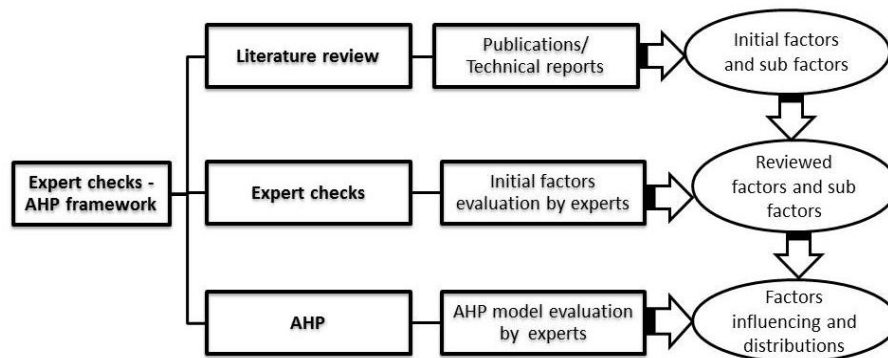 Literature review
Publications/
Technical reports
Initial factors
and sub factors
Expert checks -
AHP framework
Expert checks
Initial factors
evaluation by experts
Reviewed
factors and sub
factors
AHP
AHP model evaluation
by experts
Factors
influencing and
distributions